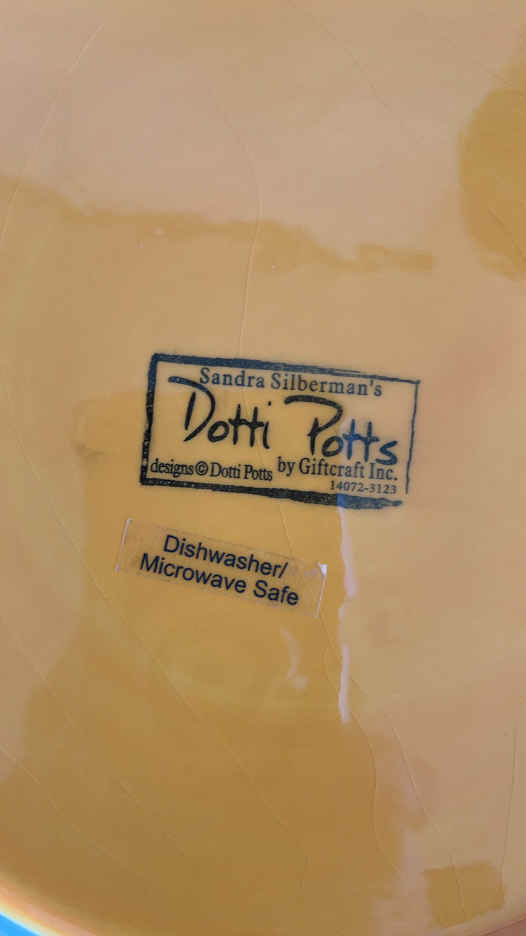 Sandra Silberman's
Dotti Potts
designs © Dotti Potts by Giftcraft Inc.
14072-3123
Dishwasher/
Microwave Safe